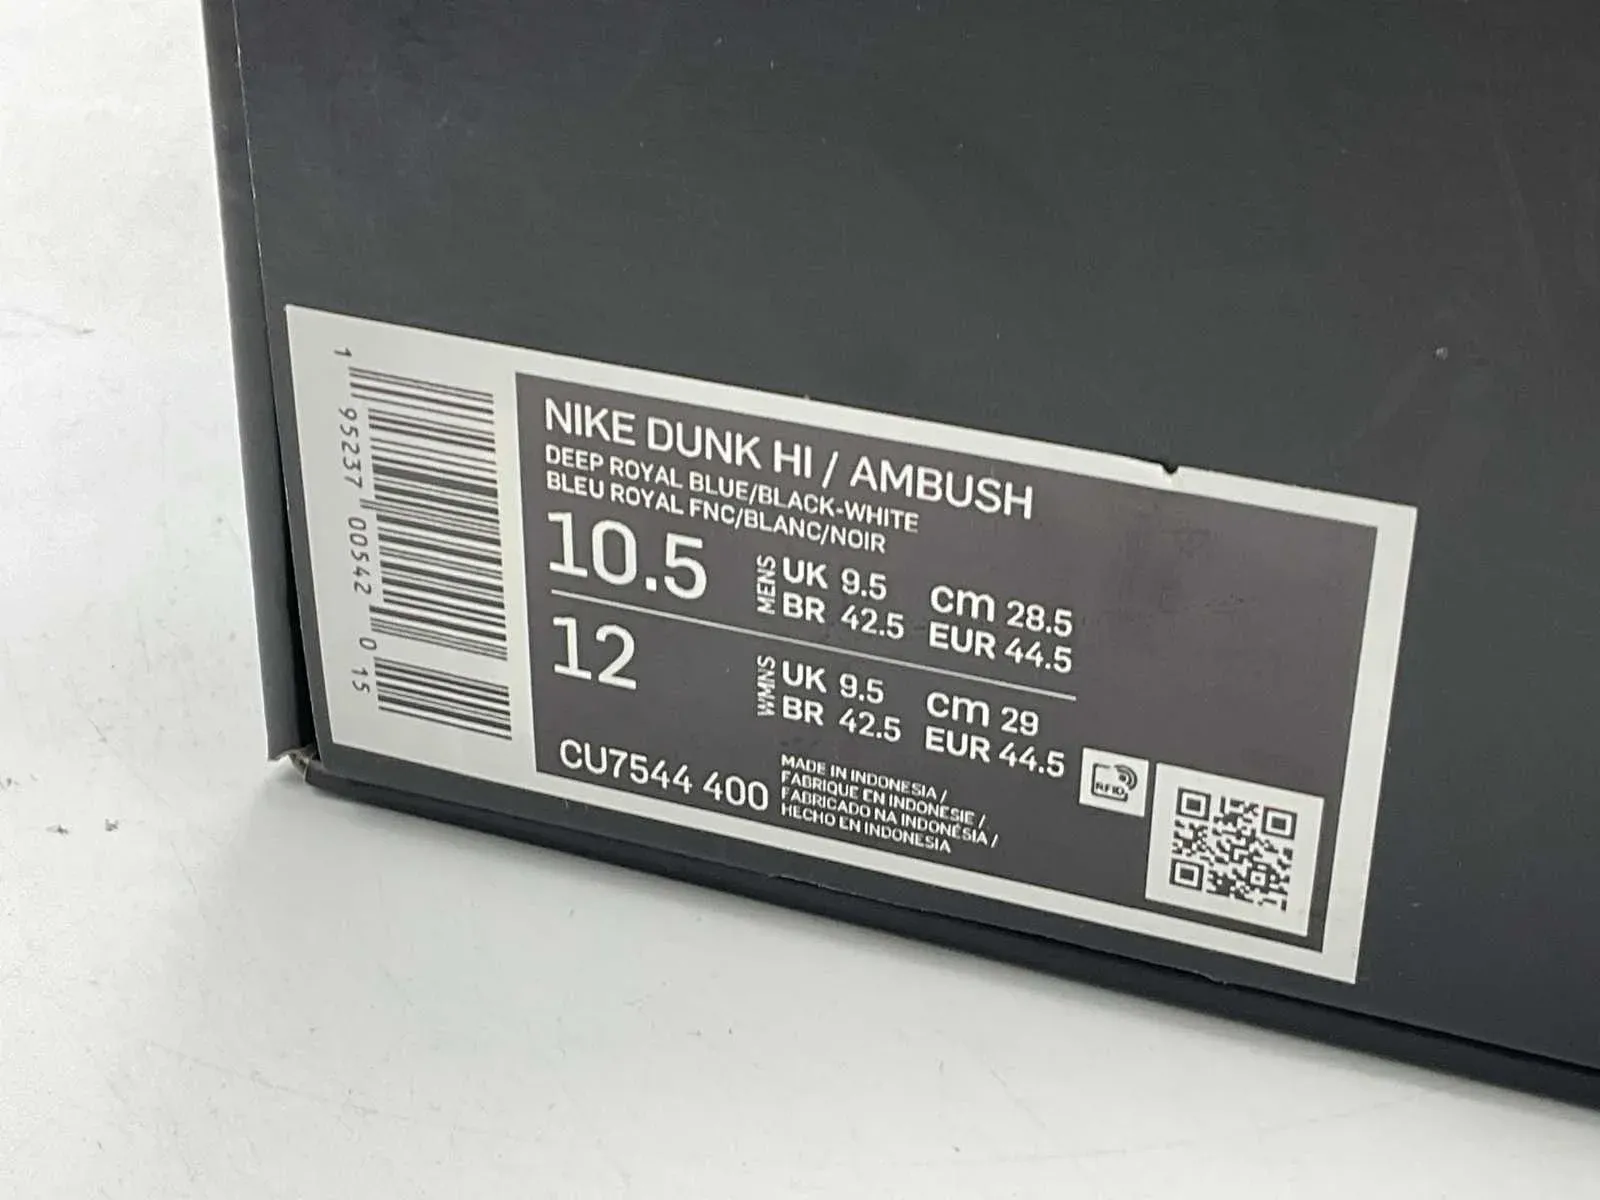 1 95237 00542 0 15
NIKE DUNK HI / AMBUSH
DEEP ROYAL BLUE/BLACK-WHITE
BLEU ROYAL FNC/BLANC/NOIR
10.5 MENS UK 9.5 cm 28.5
BR 42.5 EUR 44.5
12 WMNS UK 9.5 cm 29
BR 42.5 EUR 44.5
CU7544 400
MADE IN INDONESIA /
FABRIQUE EN INDONESIE /
FABRICADO NA INDONÉSIA /
HECHO EN INDONESIA
RFID